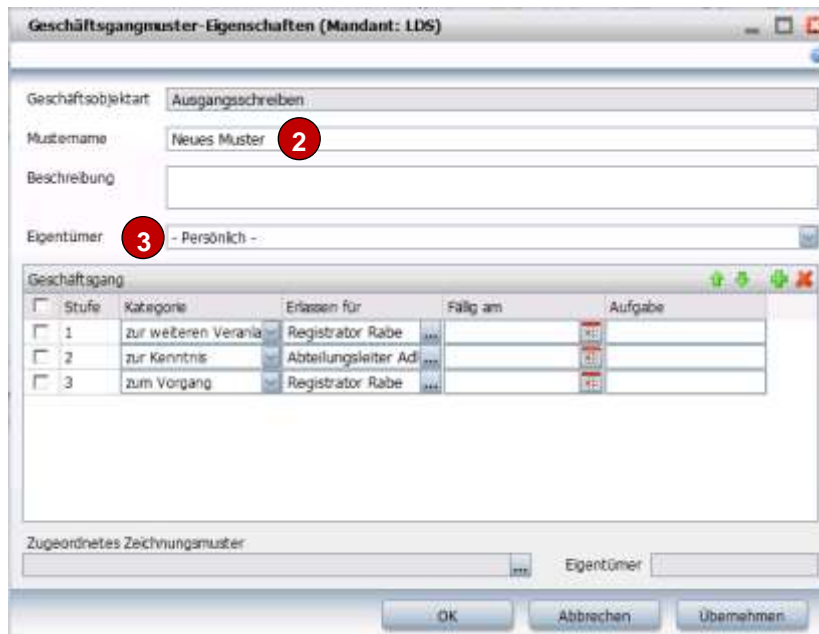 Geschäftsgangmuster-Eigenschaften (Mandant: LDS)
Geschäftsobjektart Ausgangsschreiben
Mustername Neues Muster 2
Beschreibung
Eigentümer 3 - Persönlich -
Geschäftsgang
Stufe Kategorie Erlassen für Fällig am Aufgabe
1 zur weiteren Veranla Registrator Rabe ...
2 zur Kenntnis Abteilungsleiter Adl ...
3 zum Vorgang Registrator Rabe ...
Zugeordnetes Zeichnungsmuster
... Eigentümer
OK Abbrechen Übernehmen